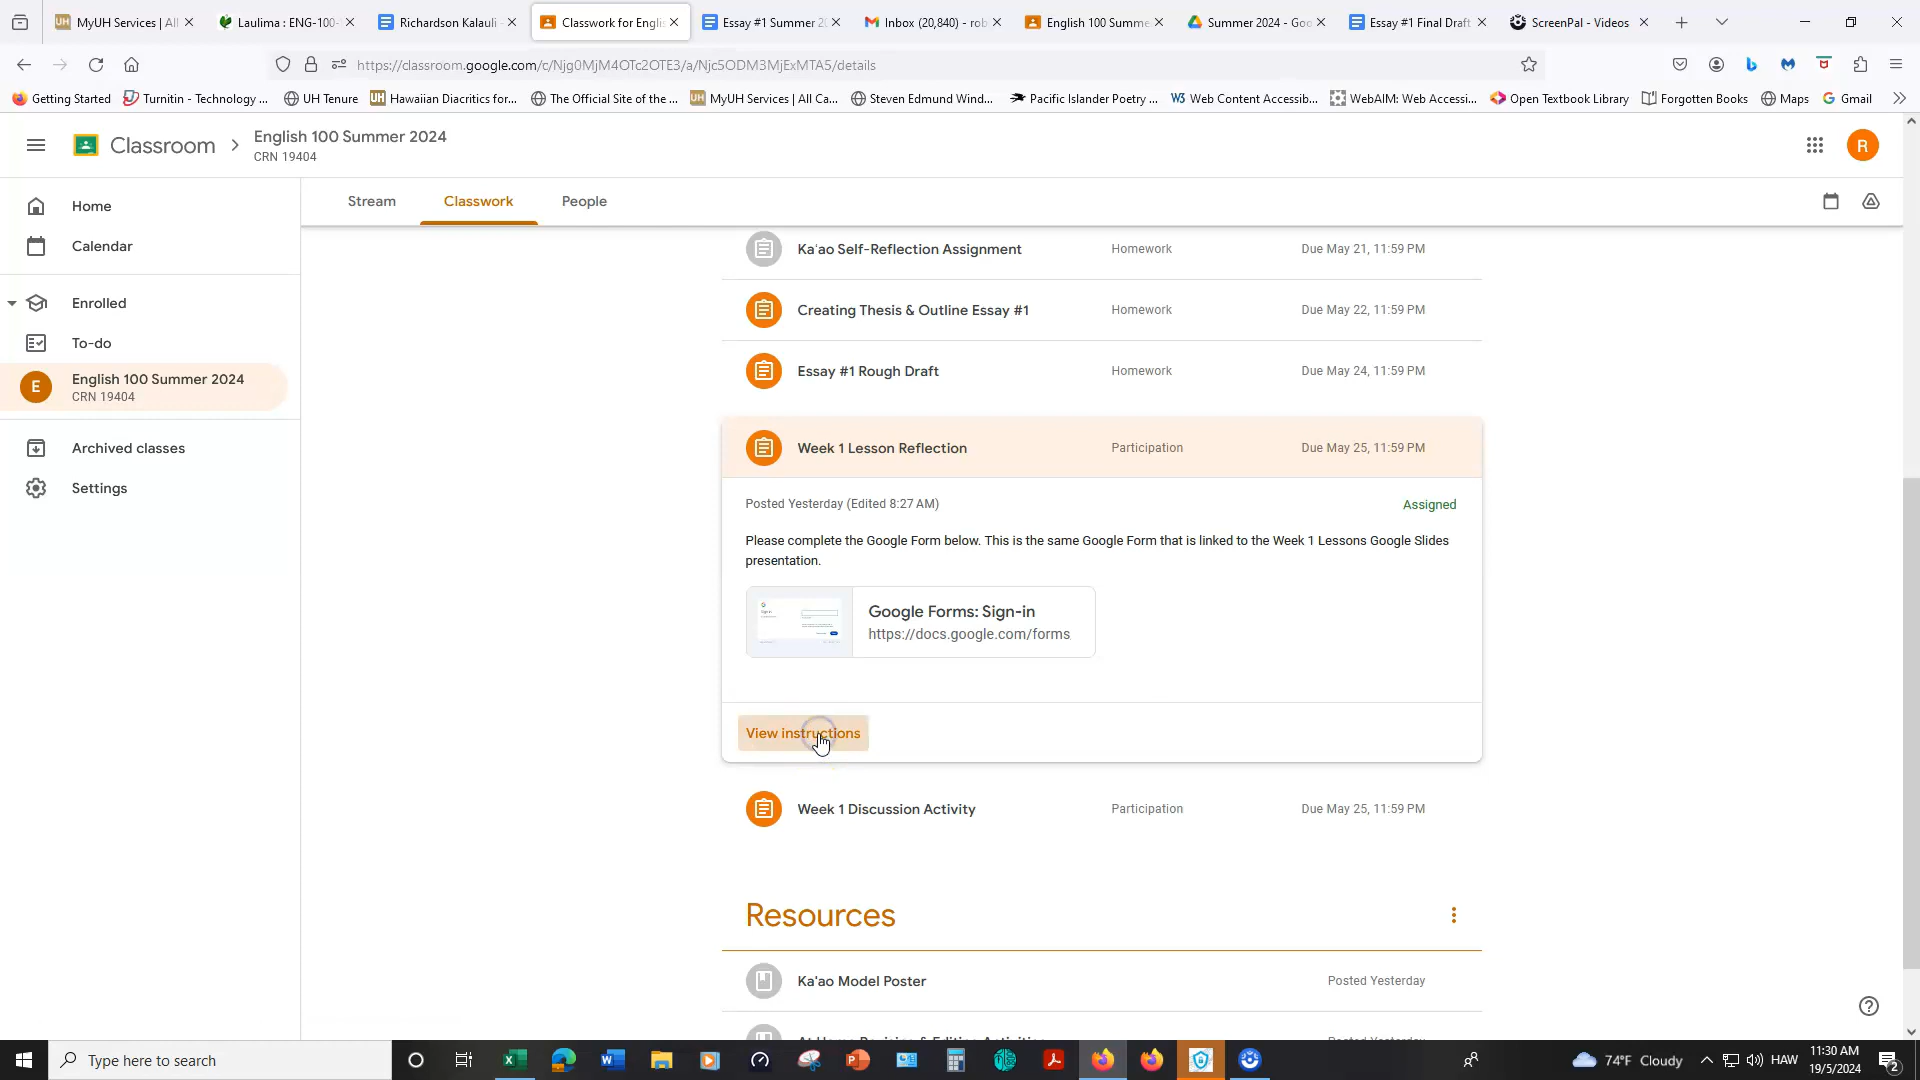 MyUH Services | All
Laulima : ENG-100-
Richardson Kalauli -
Classwork for Englis
Essay #1 Summer 20
Inbox (20,840) - rob
English 100 Summe
Summer 2024 - Goo
Essay #1 Final Draft
ScreenPal - Videos
https://classroom.google.com/c/Njg0MjM4OTc2OTE3/a/Njc5ODM3MjExMTA5/details
Getting Started
Turnitin - Technology ...
UH Tenure
Hawaiian Diacritics for...
The Official Site of the ...
MyUH Services | All Ca...
Steven Edmund Wind...
Pacific Islander Poetry ...
Web Content Accessib...
WebAIM: Web Accessi...
Open Textbook Library
Forgotten Books
Maps
Gmail
Classroom
English 100 Summer 2024
CRN 19404
R
Home
Calendar
Enrolled
To-do
E
English 100 Summer 2024
CRN 19404
Archived classes
Settings
Stream
Classwork
People
Kaʻao Self-Reflection Assignment
Homework
Due May 21, 11:59 PM
Creating Thesis & Outline Essay #1
Homework
Due May 22, 11:59 PM
Essay #1 Rough Draft
Homework
Due May 24, 11:59 PM
Week 1 Lesson Reflection
Participation
Due May 25, 11:59 PM
Posted Yesterday (Edited 8:27 AM)
Assigned
Please complete the Google Form below. This is the same Google Form that is linked to the Week 1 Lessons Google Slides
presentation.
Google Forms: Sign-in
https://docs.google.com/forms
View instructions
Week 1 Discussion Activity
Participation
Due May 25, 11:59 PM
Resources
Ka'ao Model Poster
Posted Yesterday
Type here to search
74°F Cloudy
HAW
11:30 AM
19/5/2024
2